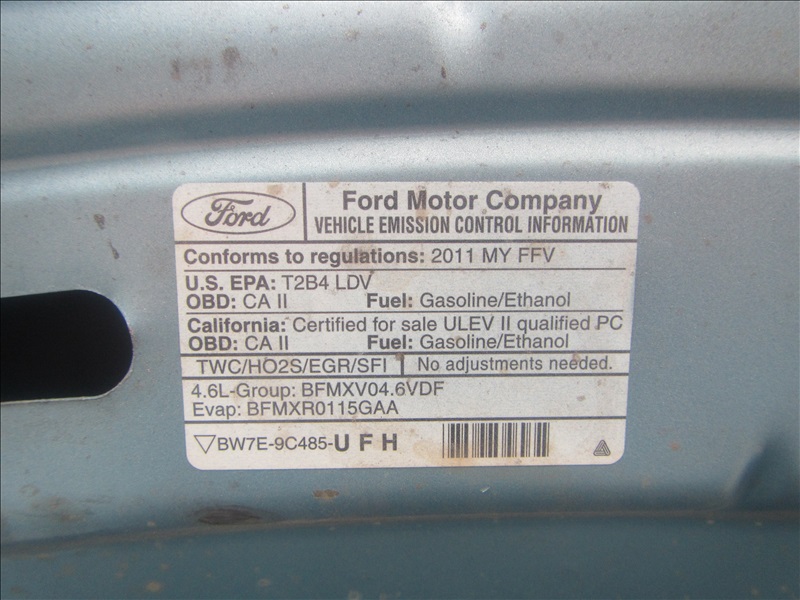 Ford
Ford Motor Company
VEHICLE EMISSION CONTROL INFORMATION
Conforms to regulations: 2011 MY FFV
U.S. EPA: T2B4 LDV
OBD: CA II Fuel: Gasoline/Ethanol
California: Certified for sale ULEV II qualified PC
OBD: CA II Fuel: Gasoline/Ethanol
TWC/HO2S/EGR/SFI No adjustments needed.
4.6L-Group: BFMXV04.6VDF
Evap: BFMXR0115GAA
BW7E-9C485-U F H